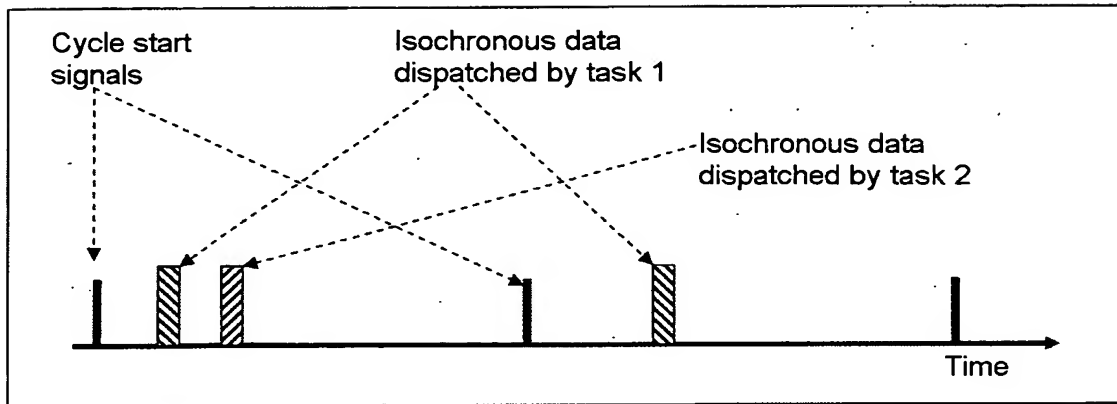 Cycle start
signals
Isochronous data
dispatched by task 1
Isochronous data
dispatched by task 2
Time